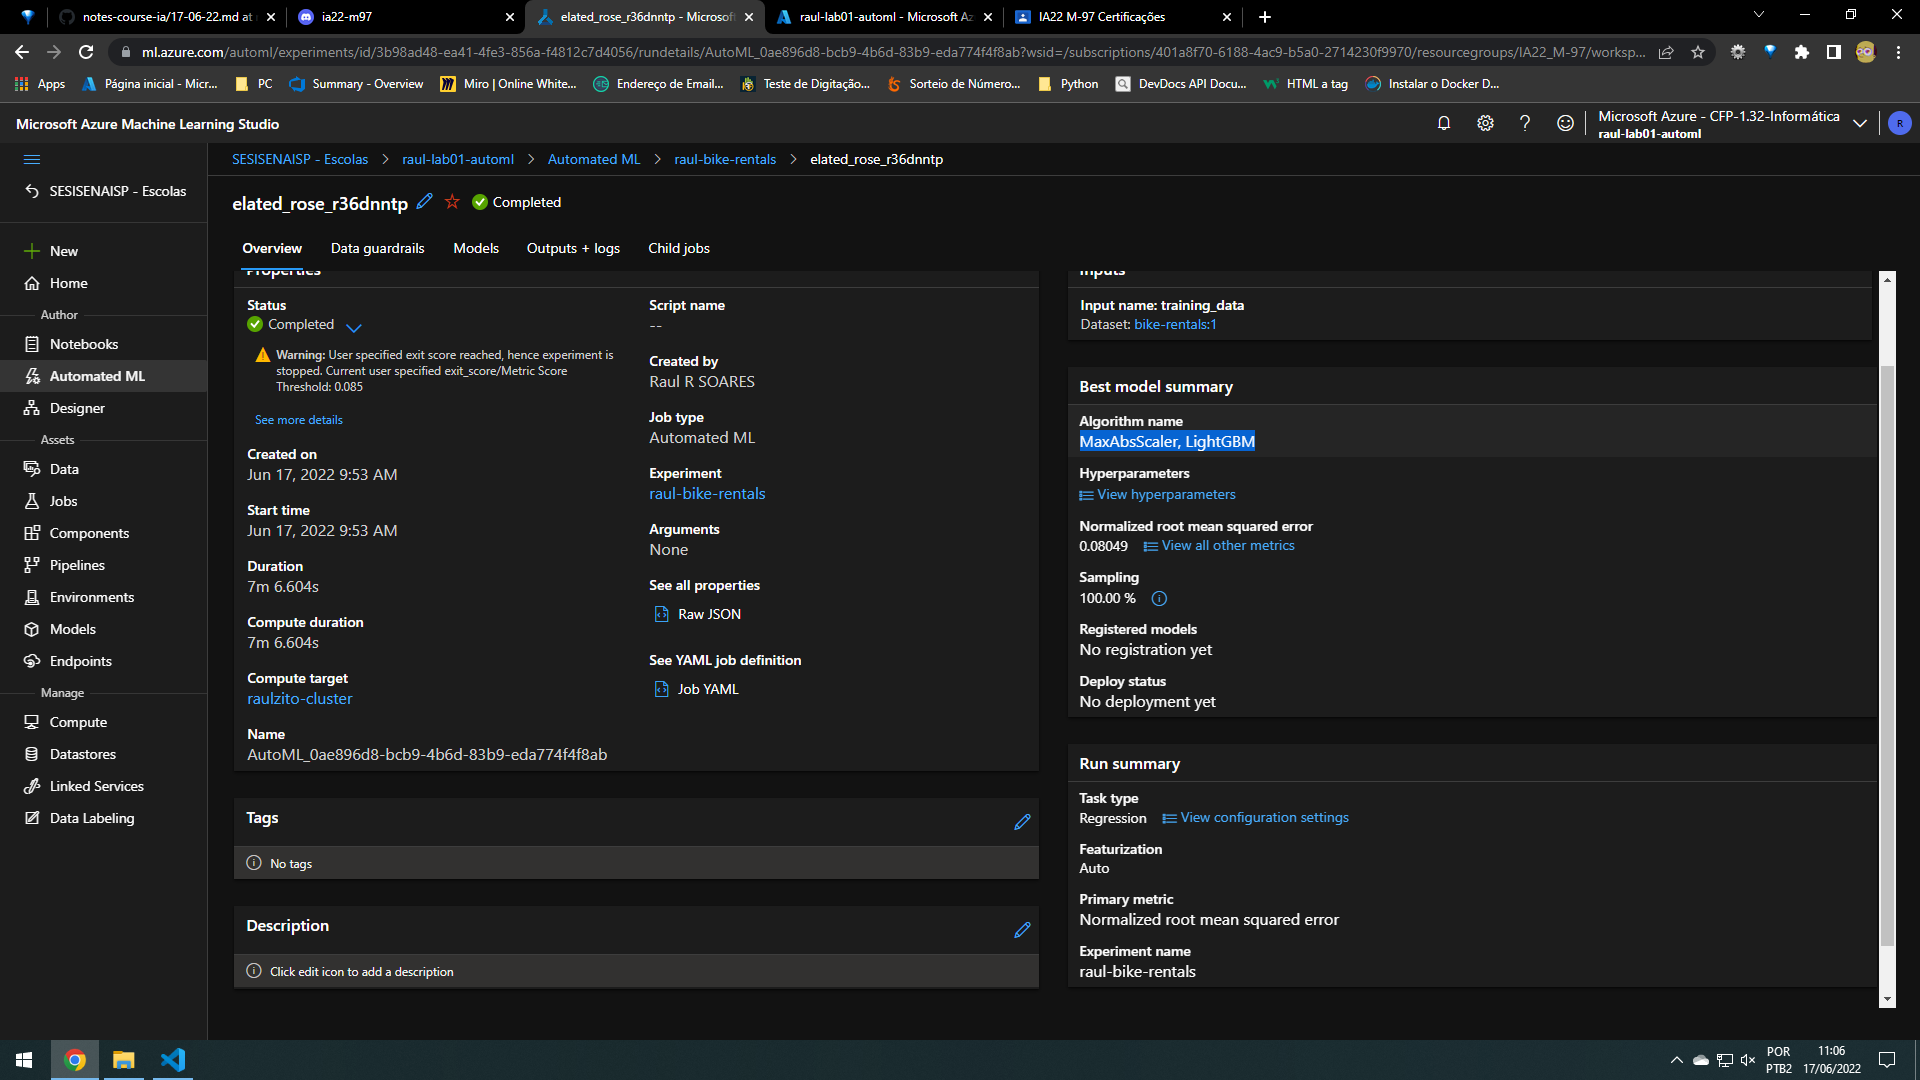 notes-course-ia/17-06-22.md at
ia22-m97
elated_rose_r36dnntp - Microsoft
raul-lab01-automl - Microsoft Az
IA22 M-97 Certificações
ml.azure.com/automl/experiments/id/3b98ad48-ea41-4fe3-856a-f4812c7d4056/rundetails/AutoML_0ae896d8-bcb9-4b6d-83b9-eda774f4f8ab?wsid=/subscriptions/401a8f70-6188-4ac9-b5a0-2714230f9970/resourcegroups/IA22_M-97/worksp...
Apps
Página inicial - Micr...
PC
Summary - Overview
Miro | Online White...
Endereço de Email...
Teste de Digitação...
Sorteio de Número...
Python
DevDocs API Docu...
HTML a tag
Instalar o Docker D...
Microsoft Azure Machine Learning Studio
Microsoft Azure - CFP-1.32-Informática
raul-lab01-automl
R
SESISENAISP - Escolas
New
Home
Author
Notebooks
Automated ML
Designer
Assets
Data
Jobs
Components
Pipelines
Environments
Models
Endpoints
Manage
Compute
Datastores
Linked Services
Data Labeling
SESISENAISP - Escolas > raul-lab01-automl > Automated ML > raul-bike-rentals > elated_rose_r36dnntp
elated_rose_r36dnntp
Completed
Overview
Data guardrails
Models
Outputs + logs
Child jobs
Properties
Status
Completed
Warning: User specified exit score reached, hence experiment is
stopped. Current user specified exit_score/Metric Score
Threshold: 0.085
See more details
Created on
Jun 17, 2022 9:53 AM
Start time
Jun 17, 2022 9:53 AM
Duration
7m 6.604s
Compute duration
7m 6.604s
Compute target
raulzito-cluster
Name
AutoML_0ae896d8-bcb9-4b6d-83b9-eda774f4f8ab
Script name
--
Created by
Raul R SOARES
Job type
Automated ML
Experiment
raul-bike-rentals
Arguments
None
See all properties
Raw JSON
See YAML job definition
Job YAML
Tags
No tags
Description
Click edit icon to add a description
Inputs
Input name: training_data
Dataset: bike-rentals:1
Best model summary
Algorithm name
MaxAbsScaler, LightGBM
Hyperparameters
View hyperparameters
Normalized root mean squared error
0.08049
View all other metrics
Sampling
100.00 %
Registered models
No registration yet
Deploy status
No deployment yet
Run summary
Task type
Regression
View configuration settings
Featurization
Auto
Primary metric
Normalized root mean squared error
Experiment name
raul-bike-rentals
POR
PTB2
11:06
17/06/2022